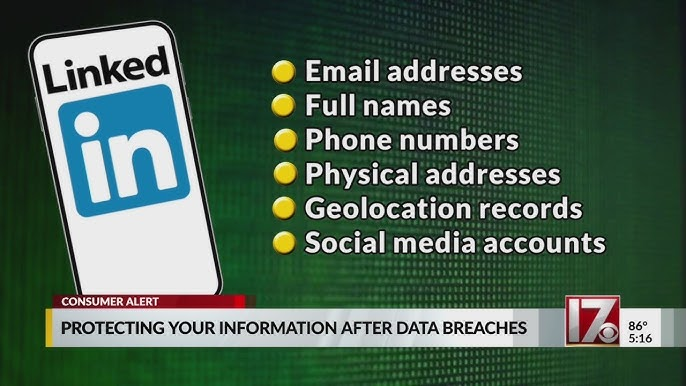 Linked
in
Email addresses
Full names
Phone numbers
Physical addresses
Geolocation records
Social media accounts
CONSUMER ALERT
PROTECTING YOUR INFORMATION AFTER DATA BREACHES
17
86°
5:16